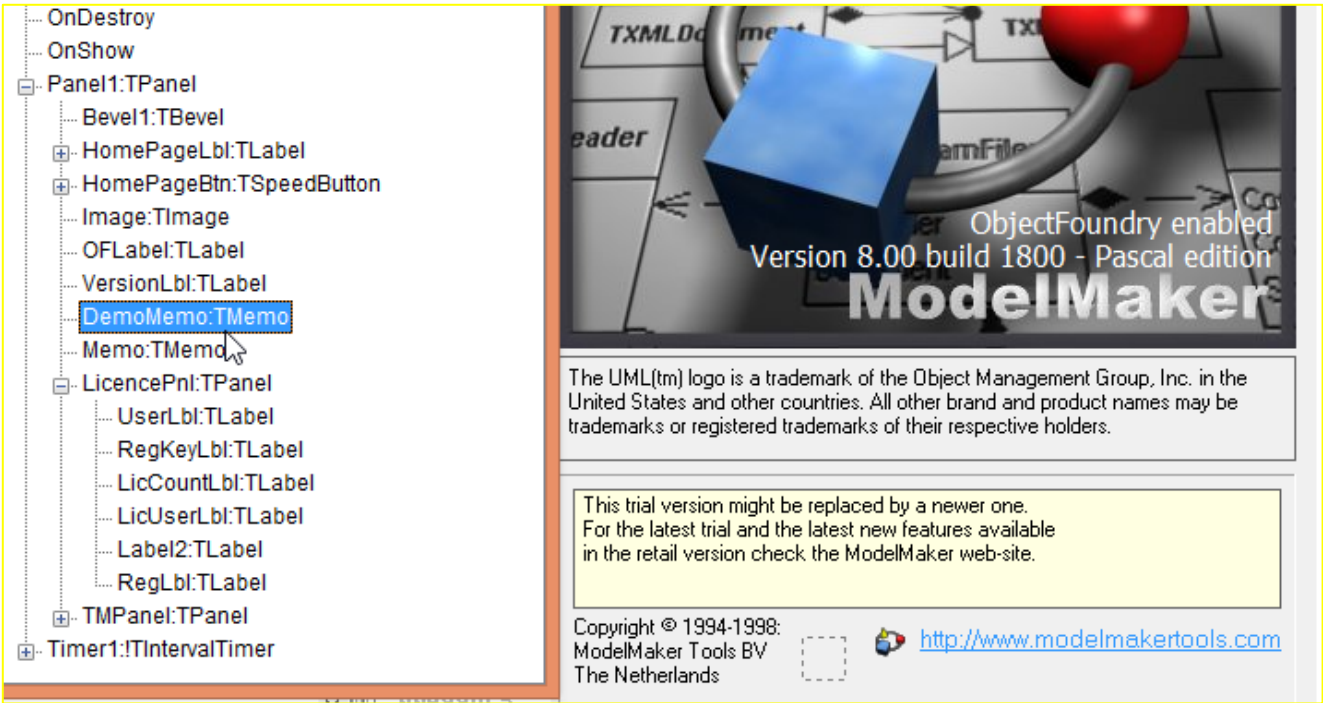 OnDestroy
OnShow
Panel1:TPanel
Bevel1:TBevel
HomePageLbl:TLabel
HomePageBtn:TSpeedButton
Image:TImage
OFLabel:TLabel
VersionLbl:TLabel
DemoMemo:TMemo
Memo:TMemo
LicencePnl:TPanel
UserLbl:TLabel
RegKeyLbl:TLabel
LicCountLbl:TLabel
LicUserLbl:TLabel
Label2:TLabel
RegLbl:TLabel
TMPanel:TPanel
Timer1:!TIntervalTimer
eader
ObjectFoundry enabled
Version 8.00 build 1800 - Pascal edition
ModelMaker
The UML(tm) logo is a trademark of the Object Management Group, Inc. in the
United States and other countries. All other brand and product names may be
trademarks or registered trademarks of their respective holders.
This trial version might be replaced by a newer one.
For the latest trial and the latest new features available
in the retail version check the ModelMaker web-site.
Copyright © 1994-1998:
ModelMaker Tools BV
The Netherlands
http://www.modelmakertools.com